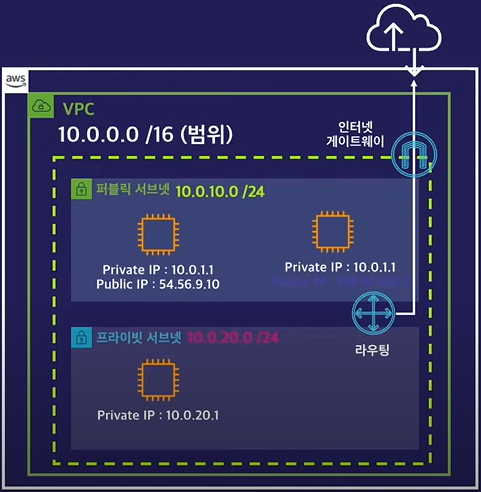 aws
VPC
10.0.0.0 /16 (범위)
인터넷
게이트웨이
퍼블릭 서브넷 10.0.10.0 /24
Private IP : 10.0.1.1
Public IP : 54.56.9.10
Private IP : 10.0.1.1
프라이빗 서브넷 10.0.20.0 /24
라우팅
Private IP : 10.0.20.1